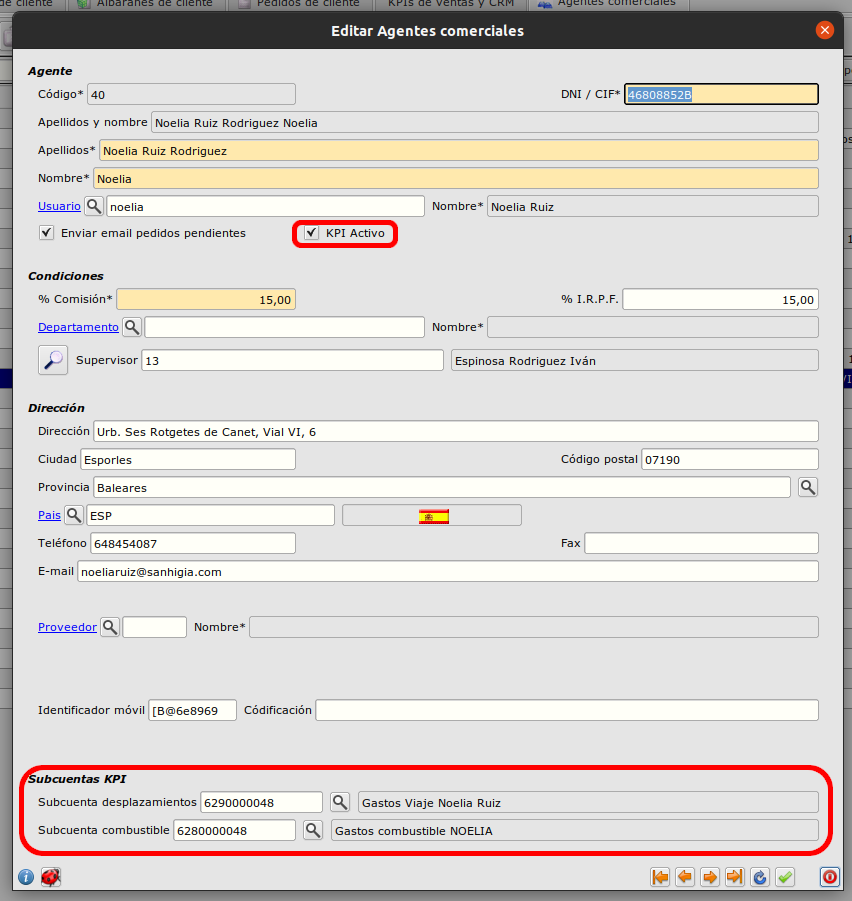 de cliente Albaranes de cliente Pedidos de cliente KPIs de ventas y CRM Agentes comerciales
Editar Agentes comerciales
Agente
Código* 40 DNI / CIF* 46808852B
Apellidos y nombre Noelia Ruiz Rodriguez Noelia
Apellidos* Noelia Ruiz Rodriguez
Nombre* Noelia
Usuario noelia Nombre* Noelia Ruiz
Enviar email pedidos pendientes KPI Activo
Condiciones
% Comisión* 15,00 % I.R.P.F. 15,00
Departamento Nombre*
Supervisor 13 Espinosa Rodriguez Iván
Dirección
Dirección Urb. Ses Rotgetes de Canet, Vial VI, 6
Ciudad Esporles Código postal 07190
Provincia Baleares
Pais ESP
Teléfono 648454087 Fax
E-mail noeliaruiz@sanhigia.com
Proveedor Nombre*
Identificador móvil [B@6e8969 Códificación
Subcuentas KPI
Subcuenta desplazamientos 6290000048 Gastos Viaje Noelia Ruiz
Subcuenta combustible 6280000048 Gastos combustible NOELIA